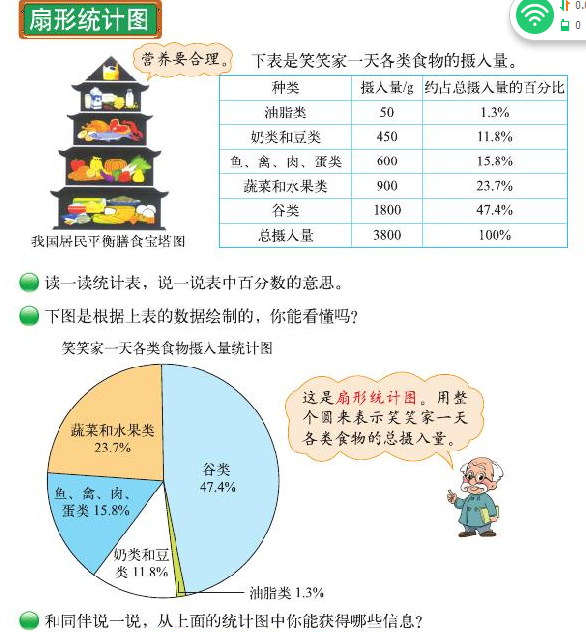 扇形统计图
0.
0
营养要合理。
下表是笑笑家一天各类食物的摄入量。
种类 摄入量/g 约占总摄入量的百分比
油脂类 50 1.3%
奶类和豆类 450 11.8%
鱼、禽、肉、蛋类 600 15.8%
蔬菜和水果类 900 23.7%
谷类 1800 47.4%
总摄入量 3800 100%
我国居民平衡膳食宝塔图
读一读统计表，说一说表中百分数的意思。
下图是根据上表的数据绘制的，你能看懂吗?
笑笑家一天各类食物摄入量统计图
蔬菜和水果类
23.7%
谷类
47.4%
鱼、禽、肉、
蛋类 15.8%
奶类和豆
类 11.8%
油脂类 1.3%
这是扇形统计图。用整
个圆来表示笑笑家一天
各类食物的总摄入量。
和同伴说一说，从上面的统计图中你能获得哪些信息?